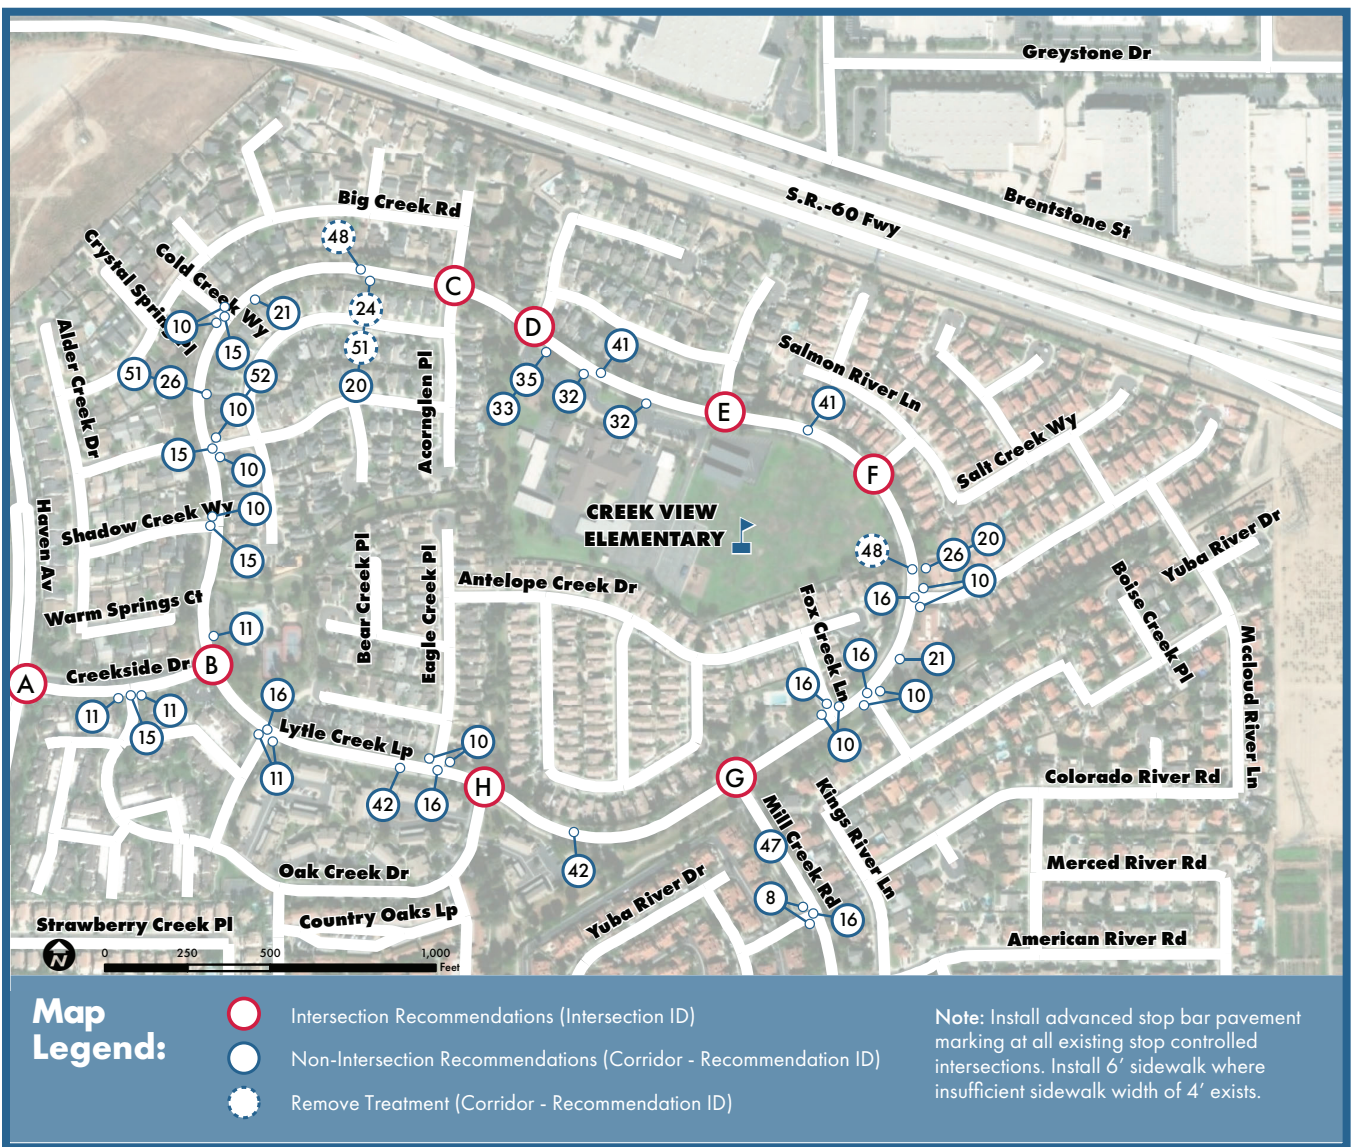 Greystone Dr
S.R.-60 Fwy
Brentstone St
Big Creek Rd
48
Crystal Spring Pl
Cold Creek Wy
C
24
21
10
15
D
51
Alder Creek Dr
51
26
52
20
10
Acornglen Pl
41
35
32
33
32
Salmon River Ln
E
41
15
10
F
Salt Creek Wy
Haven Av
Shadow Creek Wy
10
15
CREEK VIEW
ELEMENTARY
48
26
20
10
16
Yuba River Dr
Boise Creek Pl
Warm Springs Ct
Bear Creek Pl
Eagle Creek Pl
Antelope Creek Dr
Fox Creek Ln
11
B
Creekside Dr
A
11
11
15
16
Lytle Creek Lp
11
10
42
16
H
16
16
21
10
10
Mccloud River Ln
G
42
Kings River Ln
Mill Creek Rd
47
8
16
Colorado River Rd
Merced River Rd
American River Rd
Yuba River Dr
Oak Creek Dr
Country Oaks Lp
Strawberry Creek Pl
N
0 250 500 1,000
Feet
Map
Legend:
Intersection Recommendations (Intersection ID)
Non-Intersection Recommendations (Corridor - Recommendation ID)
Remove Treatment (Corridor - Recommendation ID)
Note: Install advanced stop bar pavement
marking at all existing stop controlled
intersections. Install 6’ sidewalk where
insufficient sidewalk width of 4’ exists.